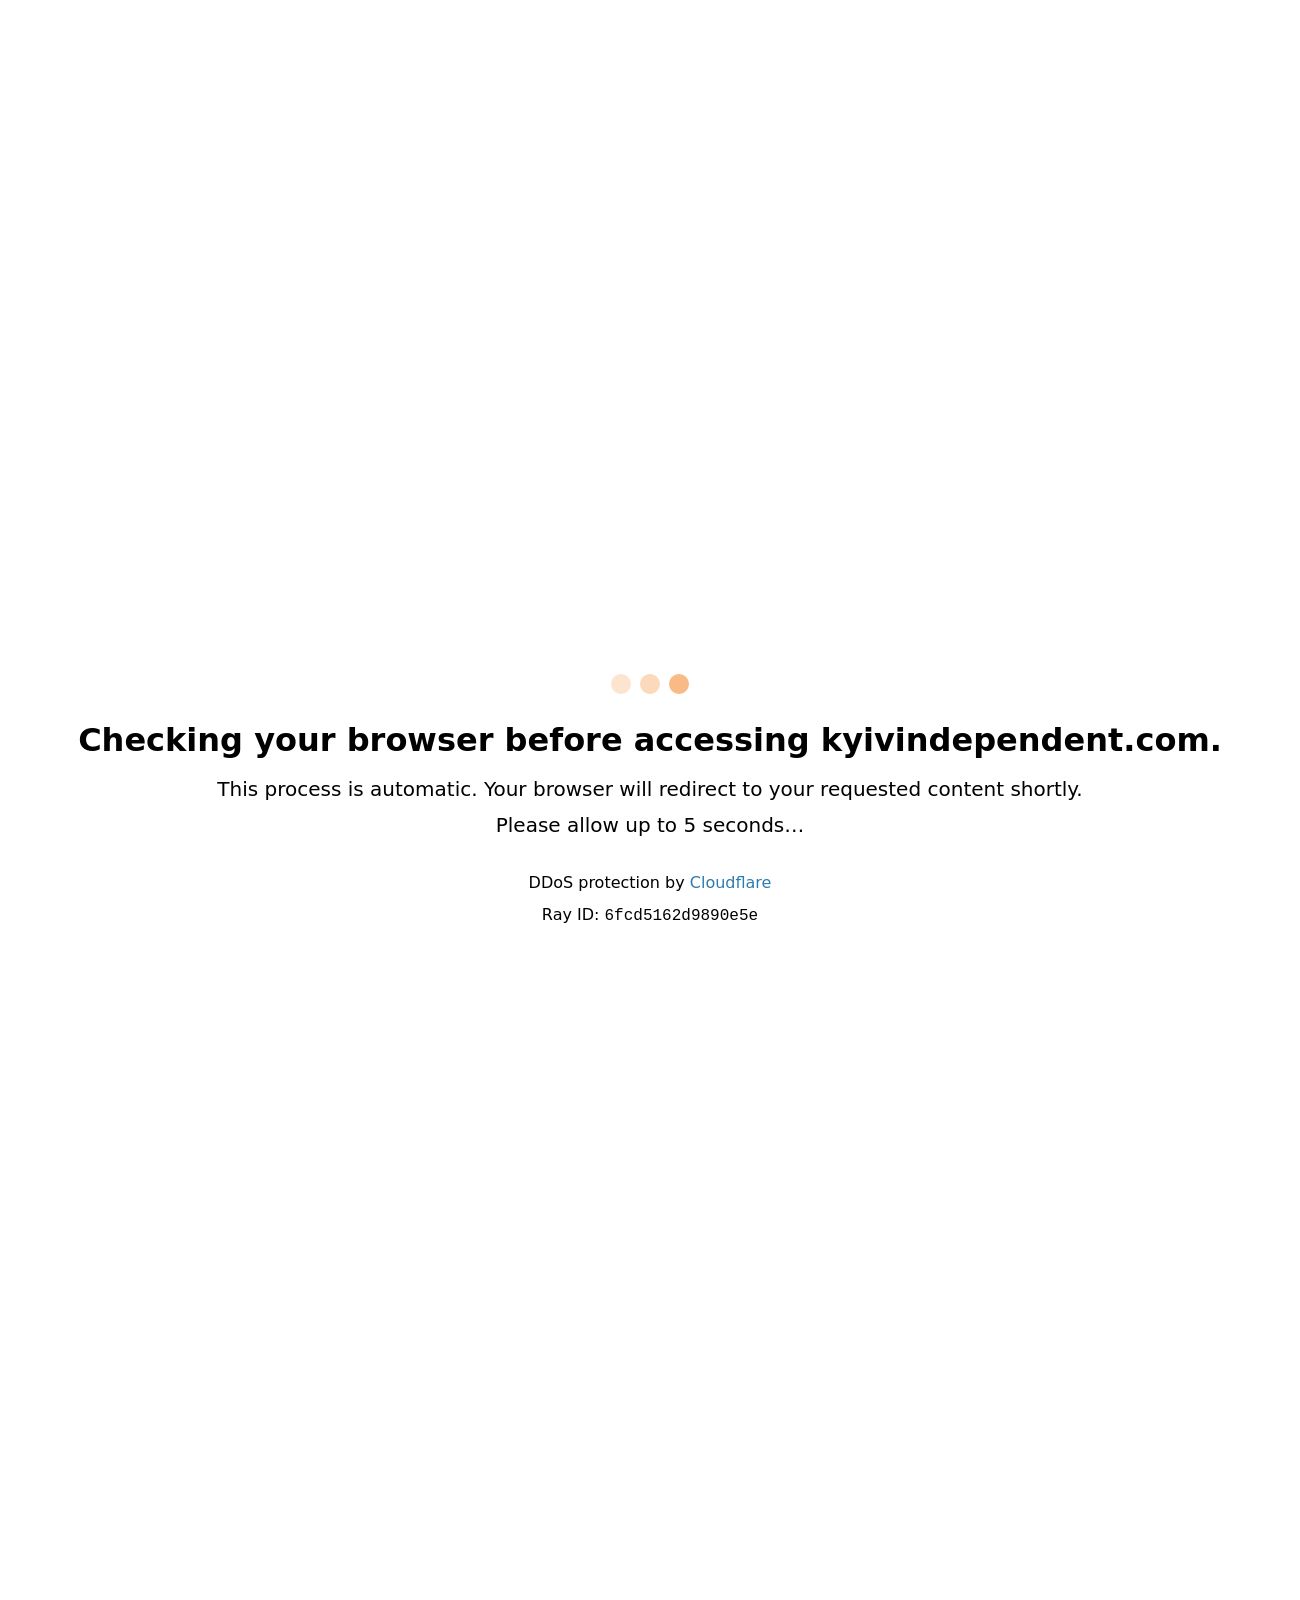 Checking your browser before accessing kyivindependent.com.
This process is automatic. Your browser will redirect to your requested content shortly.
Please allow up to 5 seconds…
DDoS protection by Cloudflare
Ray ID: 6fcd5162d9890e5e